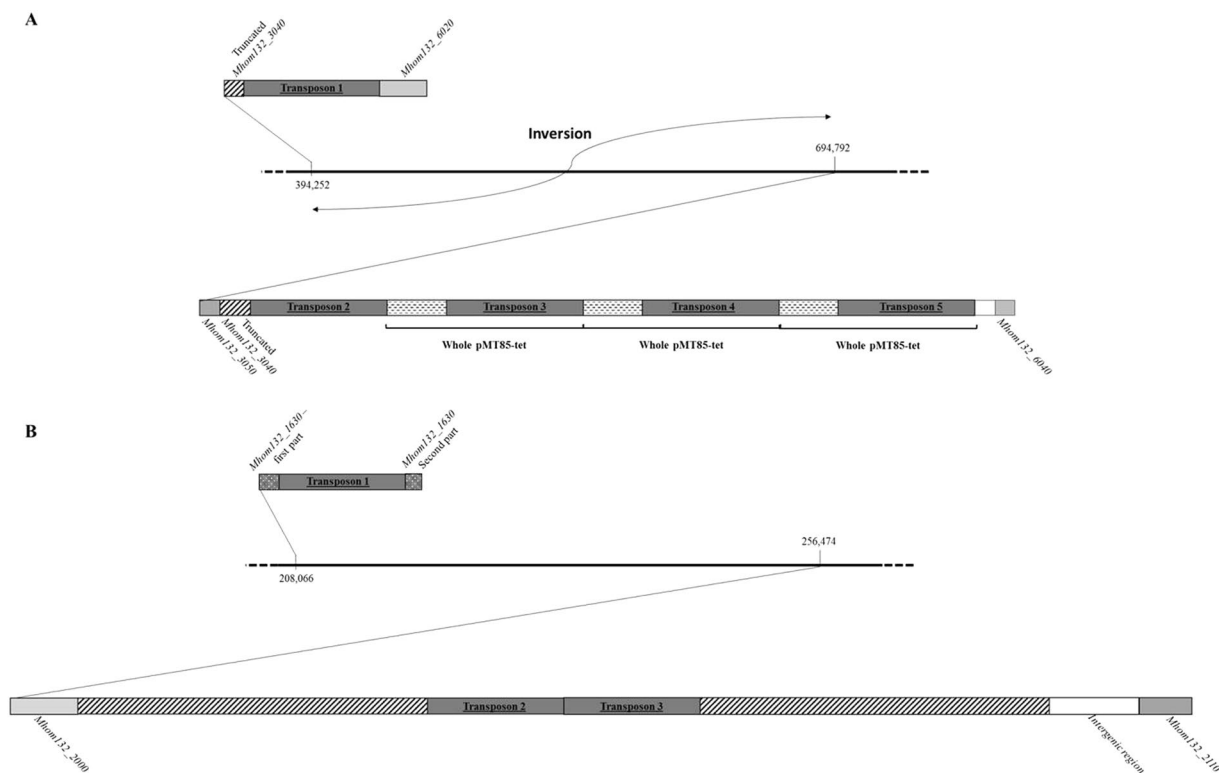 A
Truncated
Mhom132_3040
Mhom132_6020
Transposon 1
Inversion
694,792
394,252
Transposon 2
Transposon 3
Transposon 4
Transposon 5
Mhom132_3050
Mhom132_3040
Truncated
Whole pMT85-tet
Whole pMT85-tet
Whole pMT85-tet
Mhom132_6040
B
Mhom132_1630–
first part
Mhom132_1630
Second part
Transposon 1
256,474
208,066
Transposon 2
Transposon 3
Mhom132_2000
Intergenic region
Mhom132_2110